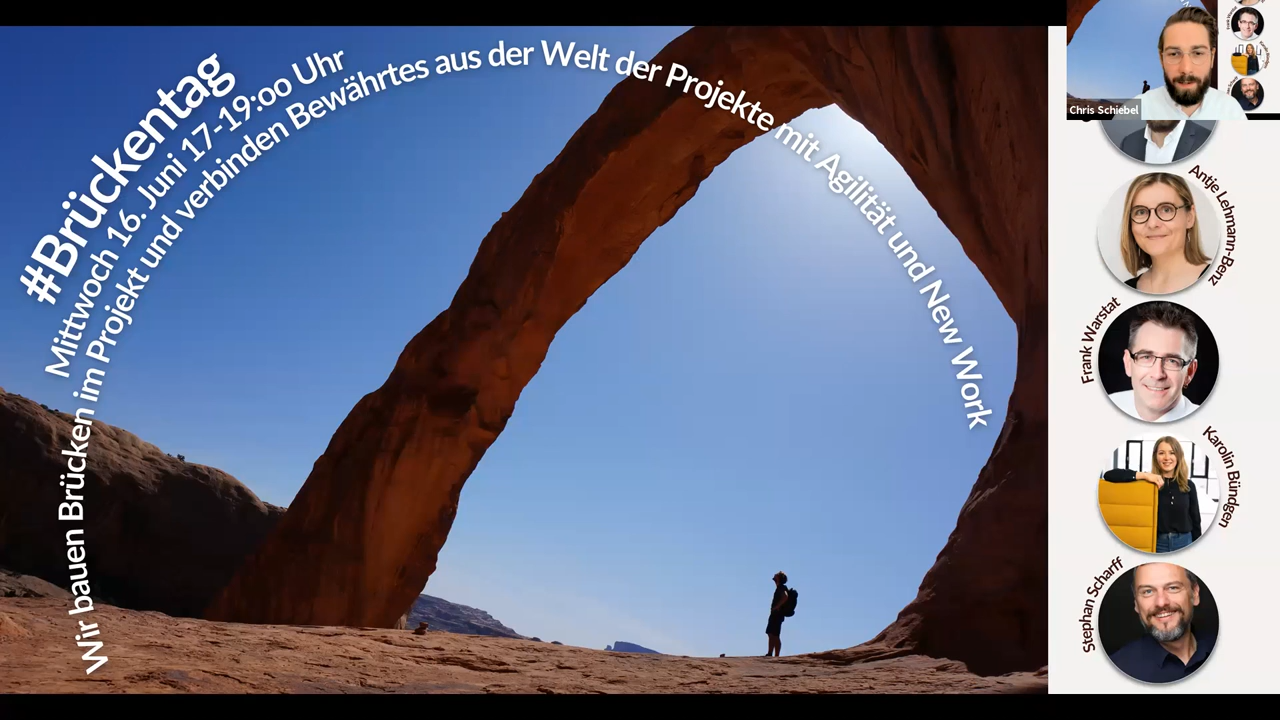 #Brückentag
Mittwoch 16. Juni 17-19:00 Uhr
Wir bauen Brücken im Projekt und verbinden Bewährtes aus der Welt der Projekte mit Agilität und New Work
Chris Schiebel
Antje Lehmann-Benz
Frank Warstat
Karolin Bündgen
Stephan Scharff